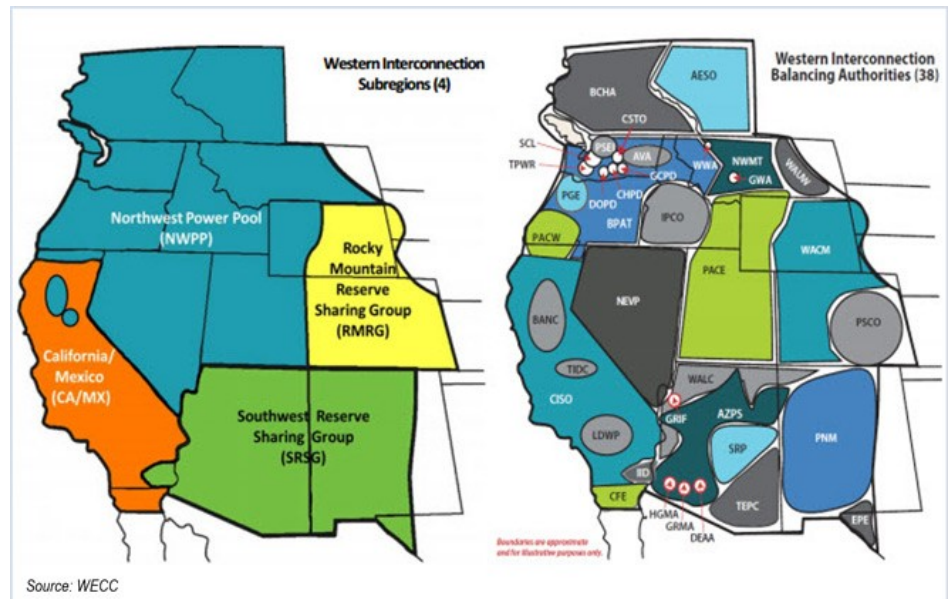 Western Interconnection
Subregions (4)
Northwest Power Pool
(NWPP)
Rocky
Mountain
Reserve
Sharing Group
(RMRG)
California/
Mexico
(CA/MX)
Southwest Reserve
Sharing Group
(SRSG)
Western Interconnection
Balancing Authorities (38)
AESO
BCHA
CSTO
SCL
PSEI
AVA
TPWR
GCPD
WWA
NWMT
GWA
WAUW
PGE
DOPD
CHPD
BPAT
IPCO
PACW
PACE
WACM
NEVP
BANC
PSCO
TIDC
WALC
CISO
GRIF
AZPS
LDWP
SRP
PNM
IID
CFE
TEPC
HGMA
GRMA
DEAA
EPE
Boundaries are approximate
and for illustrative purposes only.
Source: WECC